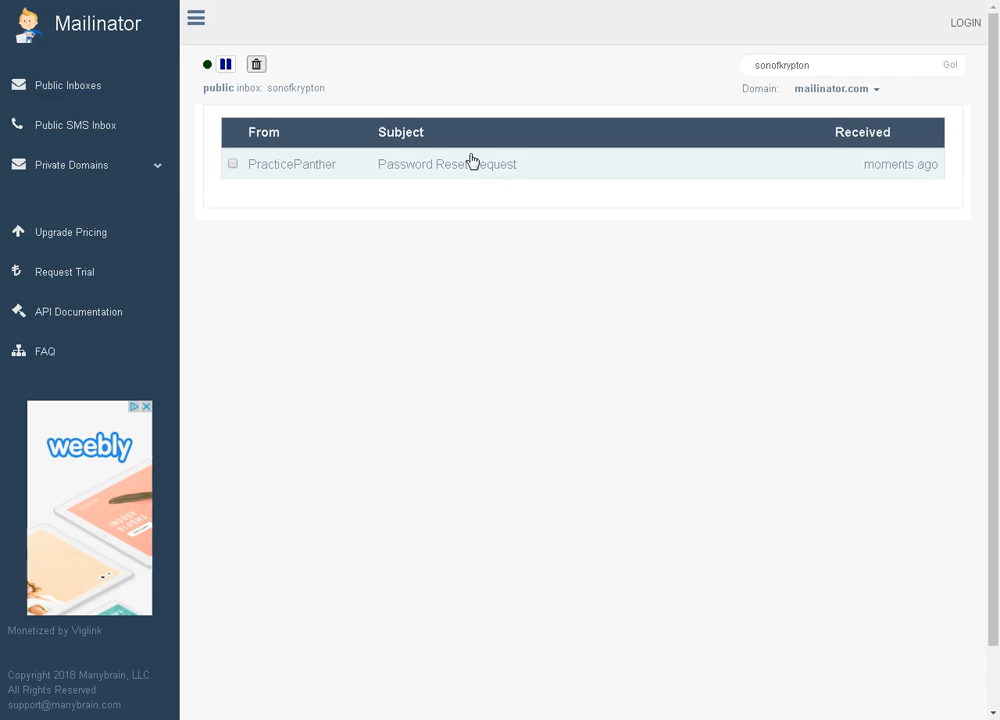 Mailinator
LOGIN
sonofkrypton
Go!
public inbox: sonofkrypton
Domain: mailinator.com
Public Inboxes
Public SMS Inbox
Private Domains
Upgrade Pricing
Request Trial
API Documentation
FAQ
From Subject Received
PracticePanther Password Reset Request moments ago
weebly
INDOOR
BLOOMS
Monetized by Viglink
Copyright 2018 Manybrain, LLC.
All Rights Reserved
support@manybrain.com